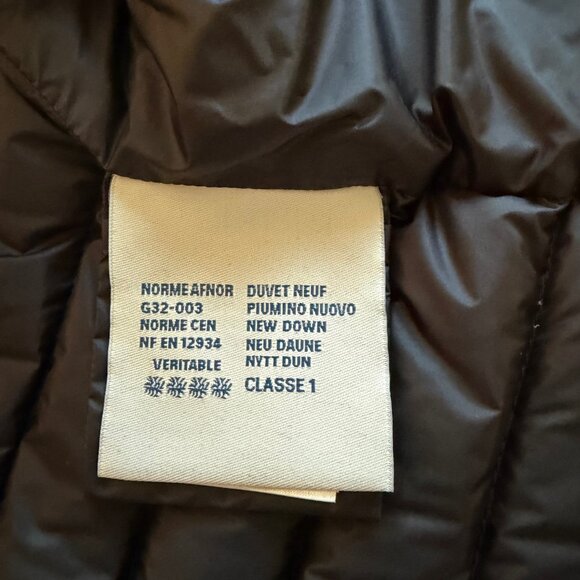 NORME AFNOR
G32-003
NORME CEN
NF EN 12934
VERITABLE
DUVET NEUF
PIUMINO NUOVO
NEW DOWN
NEU DAUNE
NYTT DUN
CLASSE 1